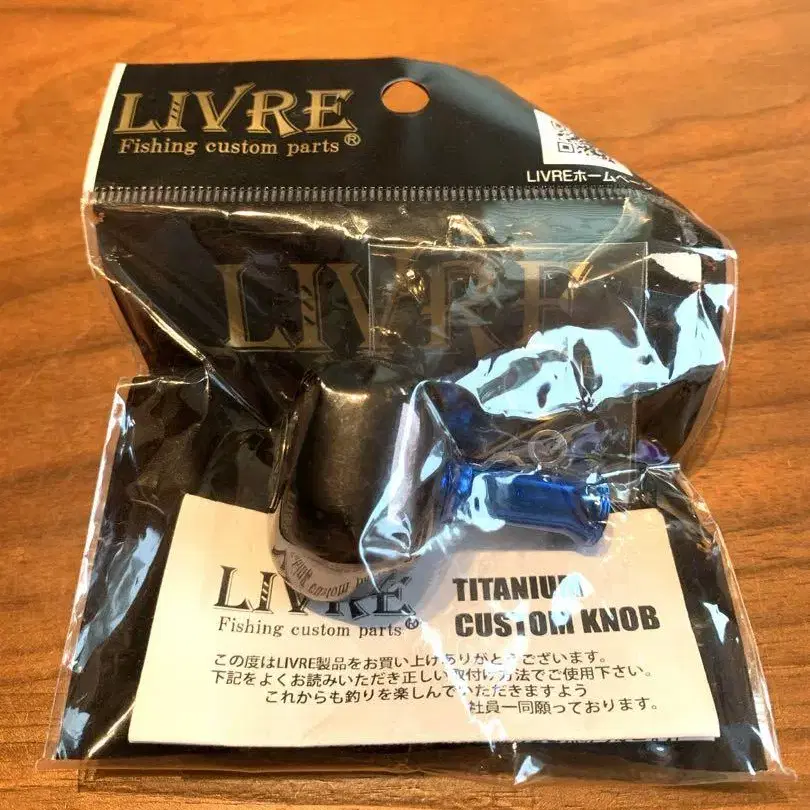 LIVRE
Fishing custom parts®
LIVREホームペー
LIVRE
LIVRE
Fishing custom parts®
TITANIUM
CUSTOM KNOB
この度はLIVRE製品をお買い上げありがとうございます。
下記をよくお読みいただき正しい取付け方法でご使用下さい。
これからも釣りを楽しんでいただきますよう
社員一同願っております。